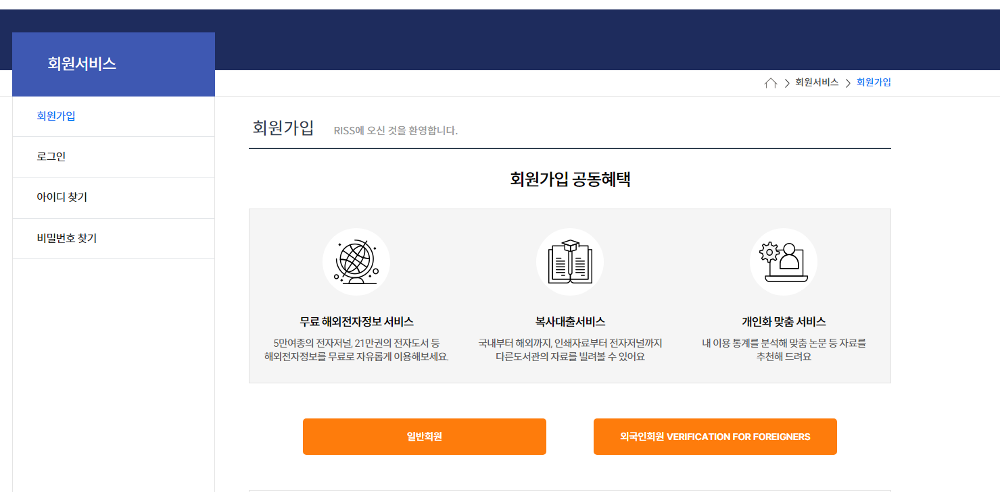 회원서비스
회원서비스
회원가입
회원가입
로그인
아이디 찾기
비밀번호 찾기
회원가입
RISS에 오신 것을 환영합니다.
회원가입 공동혜택
무료 해외전자정보 서비스
5만여종의 전자저널, 21만권의 전자도서 등
해외전자정보를 무료로 자유롭게 이용해보세요.
복사대출서비스
국내부터 해외까지, 인쇄자료부터 전자저널까지
다른도서관의 자료를 빌려볼 수 있어요
개인화 맞춤 서비스
내 이용 통계를 분석해 맞춤 논문 등 자료를
추천해 드려요
일반회원
외국인회원 VERIFICATION FOR FOREIGNERS